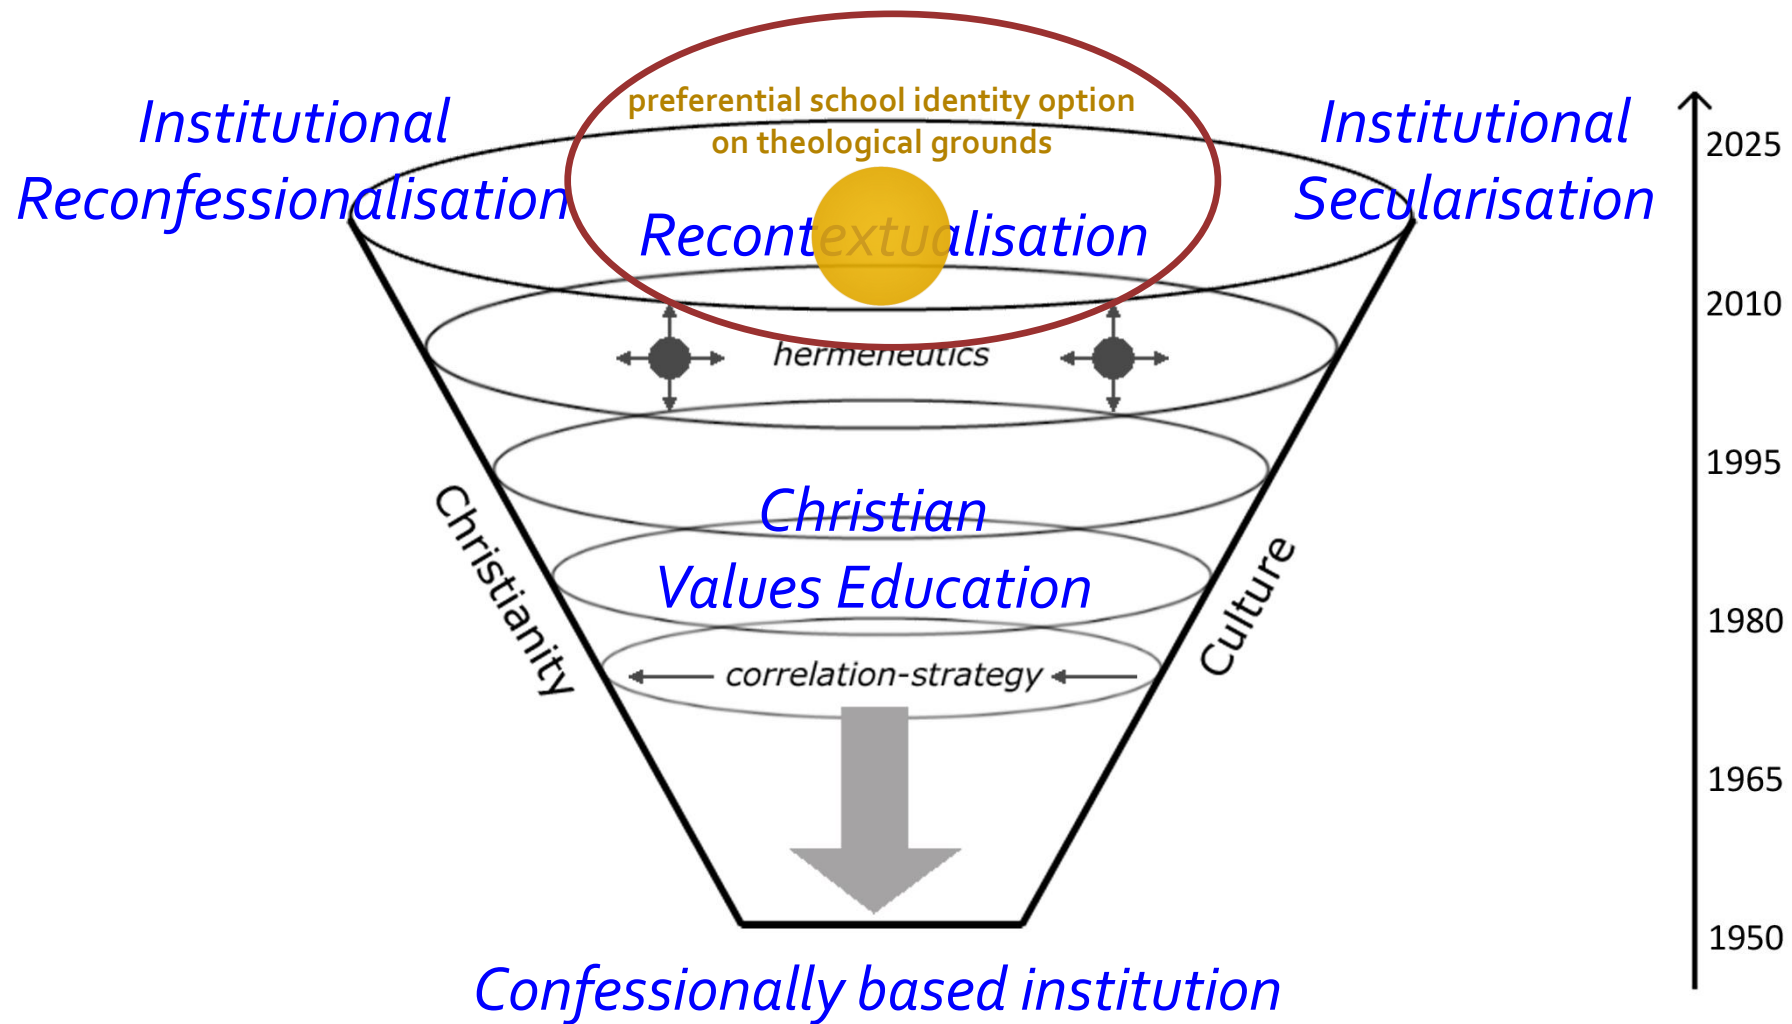 preferential school identity option
on theological grounds
Institutional
Reconfessionalisation
Institutional
Secularisation
Recontextualisation
hermeneutics
Christian
Values Education
Christianity
Culture
correlation-strategy
Confessionally based institution
2025
2010
1995
1980
1965
1950